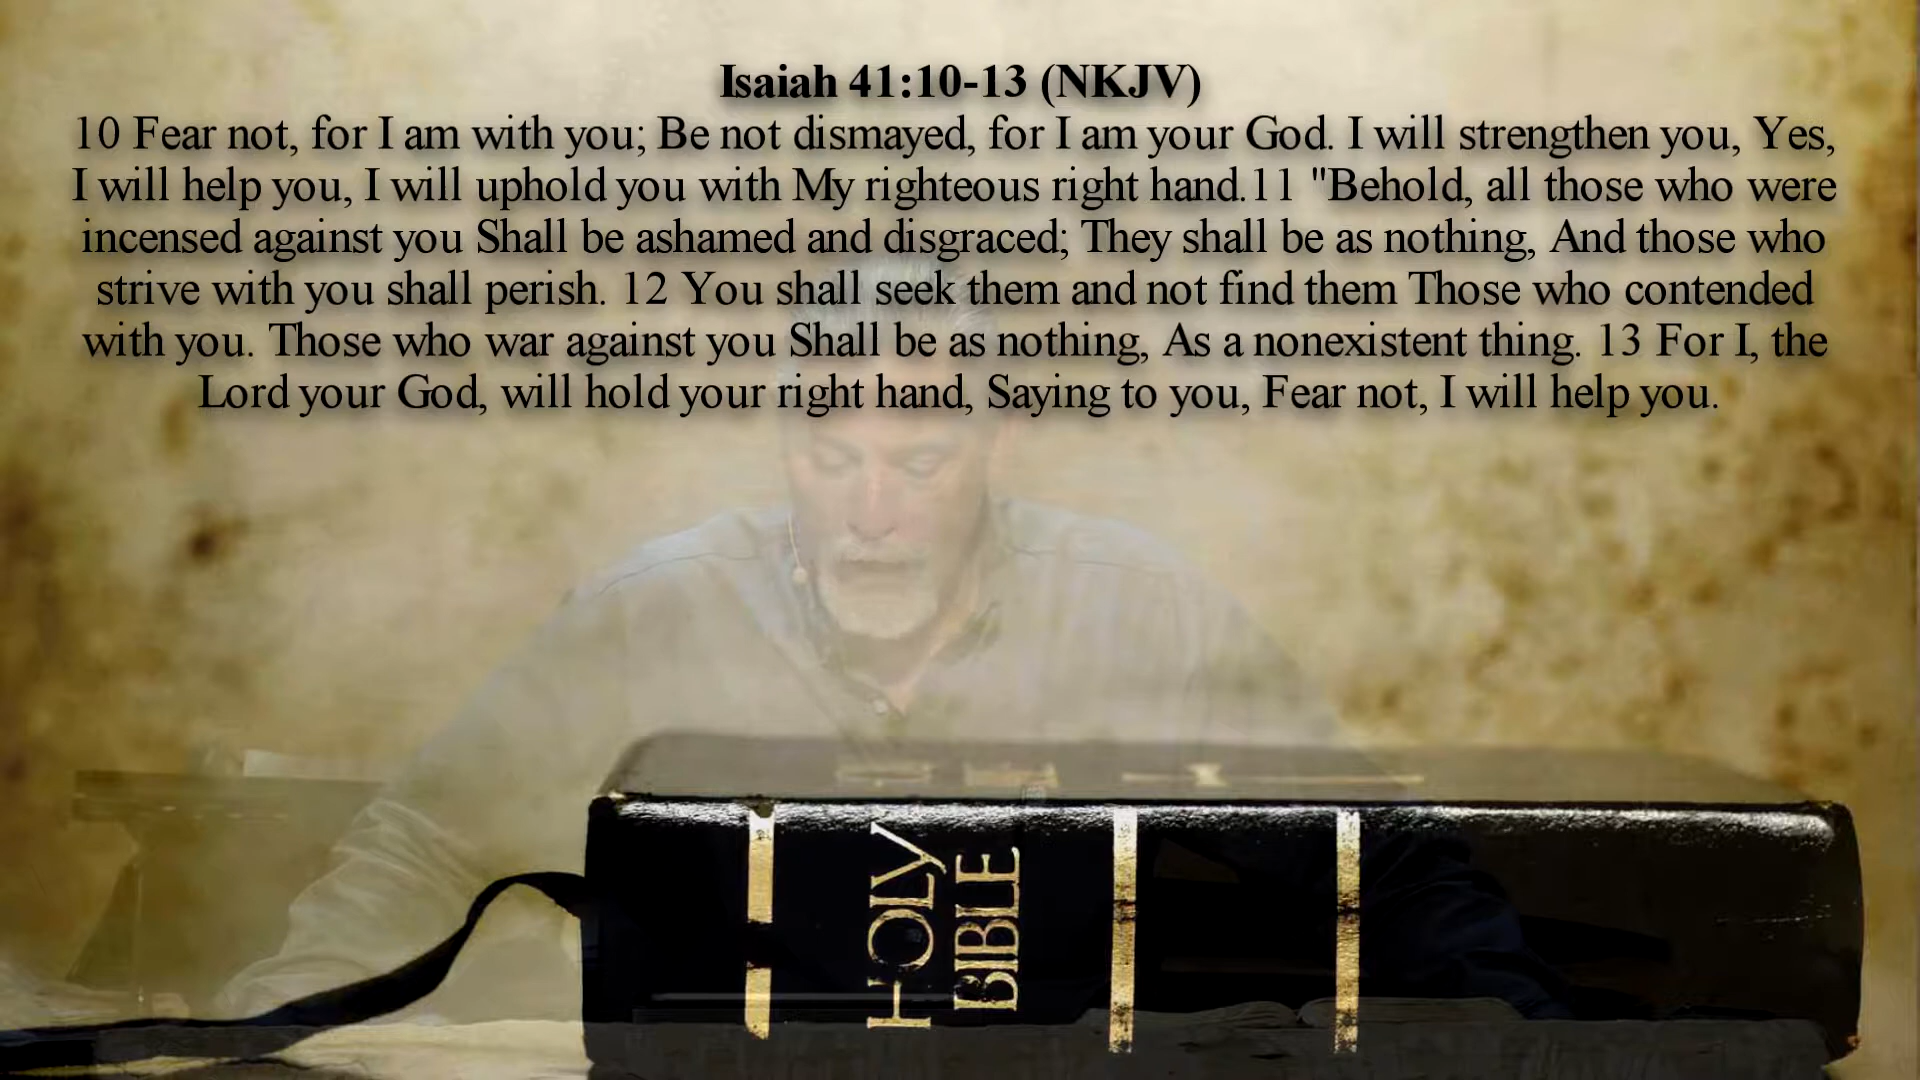 Isaiah 41:10-13 (NKJV)
10 Fear not, for I am with you; Be not dismayed, for I am your God. I will strengthen you, Yes,
I will help you, I will uphold you with My righteous right hand.11 "Behold, all those who were
incensed against you Shall be ashamed and disgraced; They shall be as nothing, And those who
strive with you shall perish. 12 You shall seek them and not find them Those who contended
with you. Those who war against you Shall be as nothing, As a nonexistent thing. 13 For I, the
Lord your God, will hold your right hand, Saying to you, Fear not, I will help you.
HOLY
BIBLE